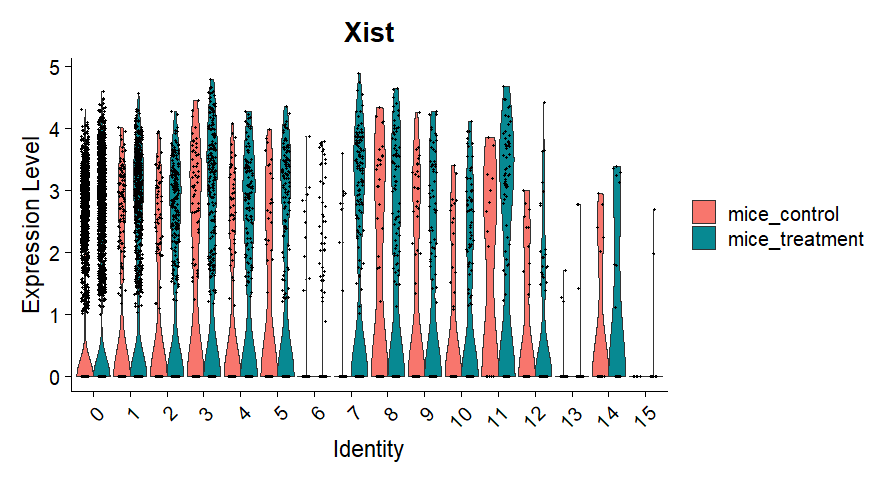 Xist
Expression Level
5
4
3
2
1
0
0 1 2 3 4 5 6 7 8 9 10 11 12 13 14 15
Identity
mice_control
mice_treatment